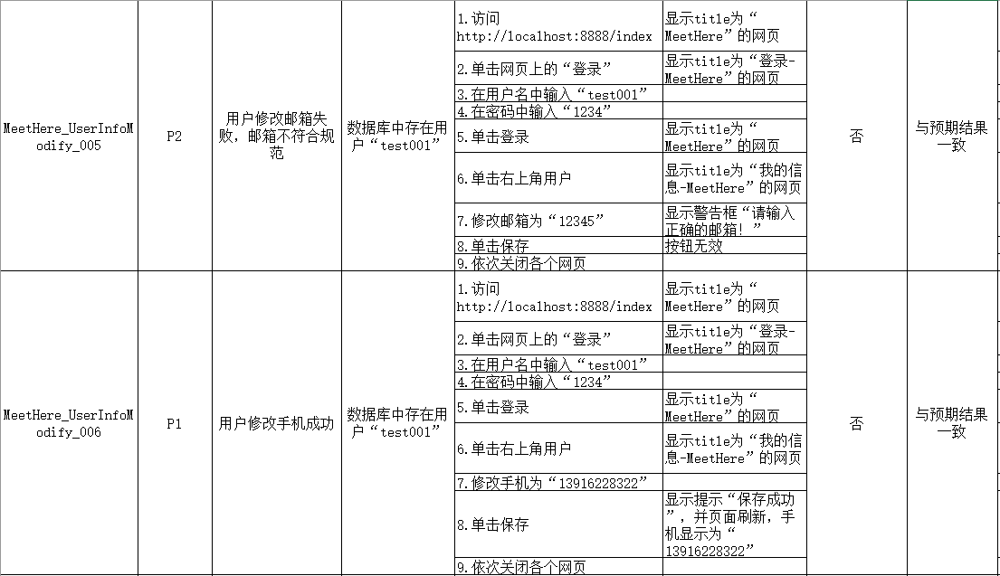 MeetHere_UserInfoM
odify_005
P2
用户修改邮箱失
败，邮箱不符合规
范
数据库中存在用
户“test001”
1.访问
http://localhost:8888/index
显示title为“
MeetHere”的网页
2.单击网页上的“登录”
显示title为“登录-
MeetHere”的网页
3.在用户名中输入“test001”
4.在密码中输入“1234”
5.单击登录
显示title为“
MeetHere”的网页
6.单击右上角用户
显示title为“我的信
息-MeetHere”的网页
7.修改邮箱为“12345”
显示警告框“请输入
正确的邮箱！”
8.单击保存
按钮无效
9.依次关闭各个网页
否
与预期结果
一致
MeetHere_UserInfoM
odify_006
P1
用户修改手机成功
数据库中存在用
户“test001”
1.访问
http://localhost:8888/index
显示title为“
MeetHere”的网页
2.单击网页上的“登录”
显示title为“登录-
MeetHere”的网页
3.在用户名中输入“test001”
4.在密码中输入“1234”
5.单击登录
显示title为“
MeetHere”的网页
6.单击右上角用户
显示title为“我的信
息-MeetHere”的网页
7.修改手机为“13916228322”
8.单击保存
显示提示“保存成功
”，并页面刷新，手
机显示为“
13916228322”
9.依次关闭各个网页
否
与预期结果
一致